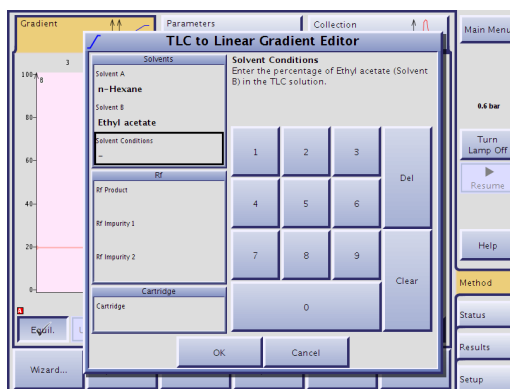 Gradient
Parameters
Collection
Main Menu
TLC to Linear Gradient Editor
Solvents
Solvent A
n-Hexane
Solvent B
Ethyl acetate
Solvent Conditions
–
Rf
Rf Product
Rf Impurity 1
Rf Impurity 2
Cartridge
Cartridge
Solvent Conditions
Enter the percentage of Ethyl acetate (Solvent
B) in the TLC solution.
1
2
3
Del
4
5
6
7
8
9
Clear
0
OK
Cancel
3
100
B
80
60
40
20
0
A
Equil.
Wizard...
0.6 bar
Turn
Lamp Off
Resume
Help
Method
Status
Results
Setup